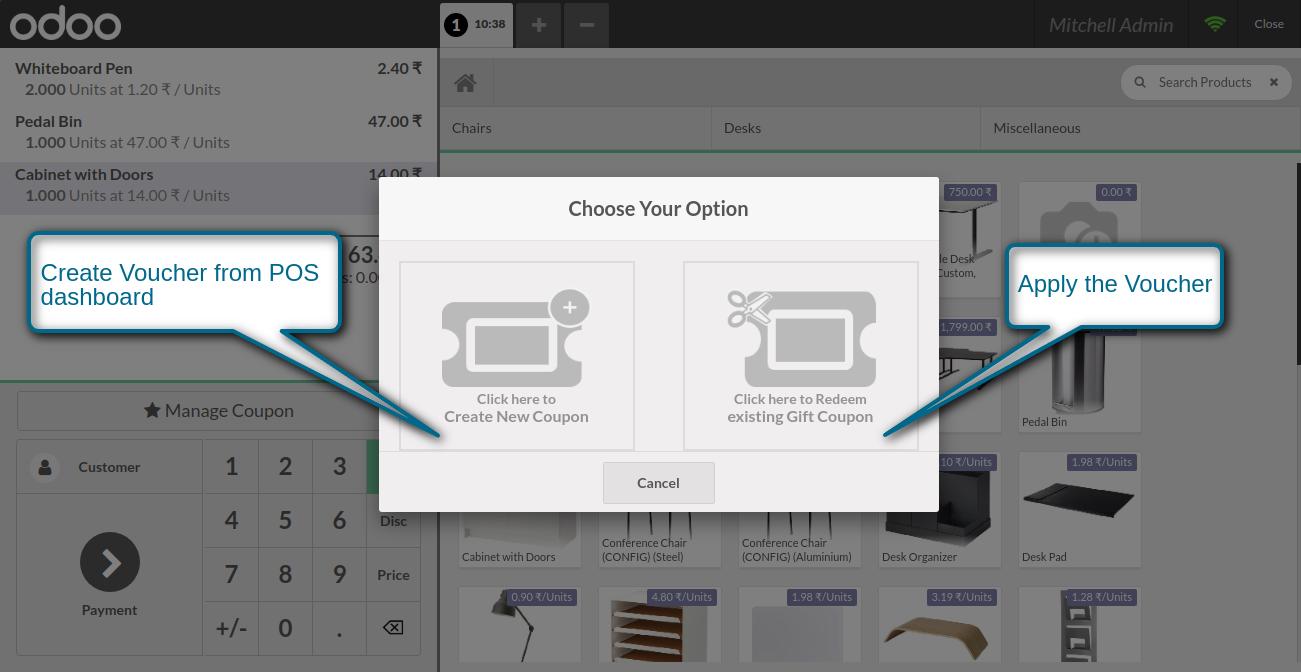 odoo
1 10:38
+
−
Mitchell Admin
Close
Whiteboard Pen 2.40 ₹
2.000 Units at 1.20 ₹ / Units
Pedal Bin 47.00 ₹
1.000 Units at 47.00 ₹ / Units
Cabinet with Doors 14.00 ₹
1.000 Units at 14.00 ₹ / Units
63.
s: 0.0
Search Products ×
Chairs
Desks
Miscellaneous
Choose Your Option
Create Voucher from POS
dashboard
Apply the Voucher
Click here to
Create New Coupon
Click here to Redeem
existing Gift Coupon
Cancel
Manage Coupon
Customer
Payment
1 2 3
4 5 6 Disc
7 8 9 Price
+/- 0 .
750.00 ₹
0.00 ₹
le Desk
Custom,
1,799.00 ₹
Pedal Bin
10 ₹/Units
1.98 ₹/Units
Cabinet with Doors
Conference Chair
(CONFIG) (Steel)
Conference Chair
(CONFIG) (Aluminium)
Desk Organizer
Desk Pad
0.90 ₹/Units
4.80 ₹/Units
1.98 ₹/Units
3.19 ₹/Units
1.28 ₹/Units